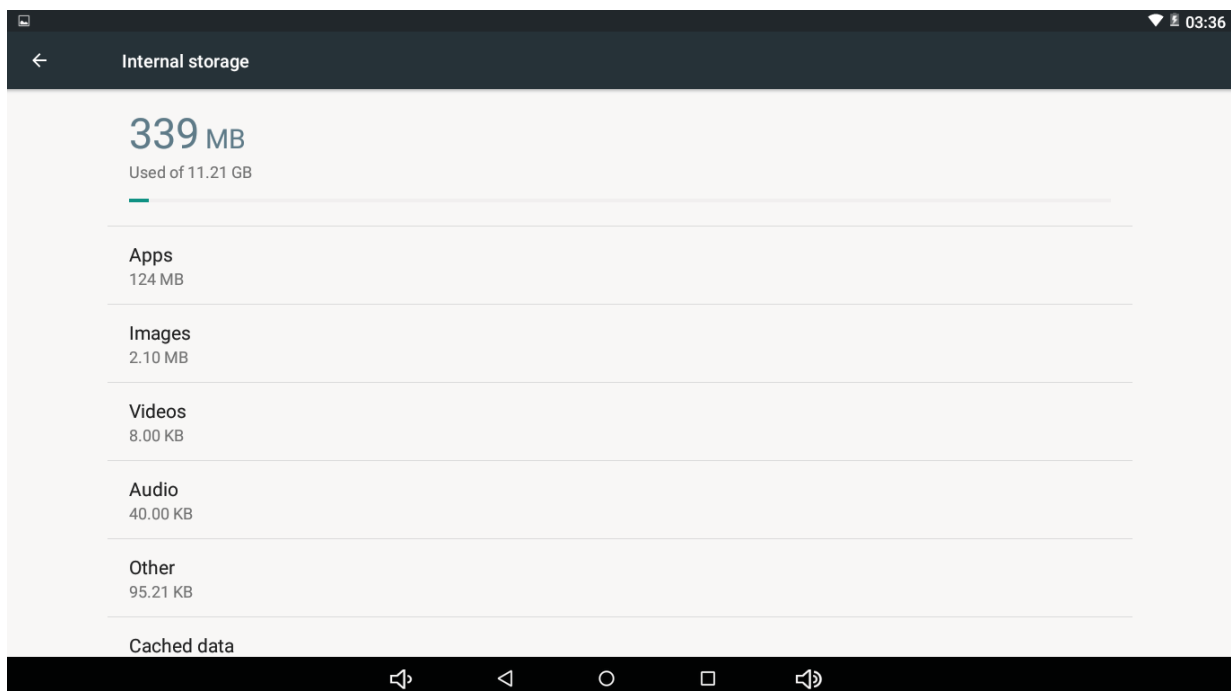 03:36
Internal storage
339 MB
Used of 11.21 GB
Apps
124 MB
Images
2.10 MB
Videos
8.00 KB
Audio
40.00 KB
Other
95.21 KB
Cached data